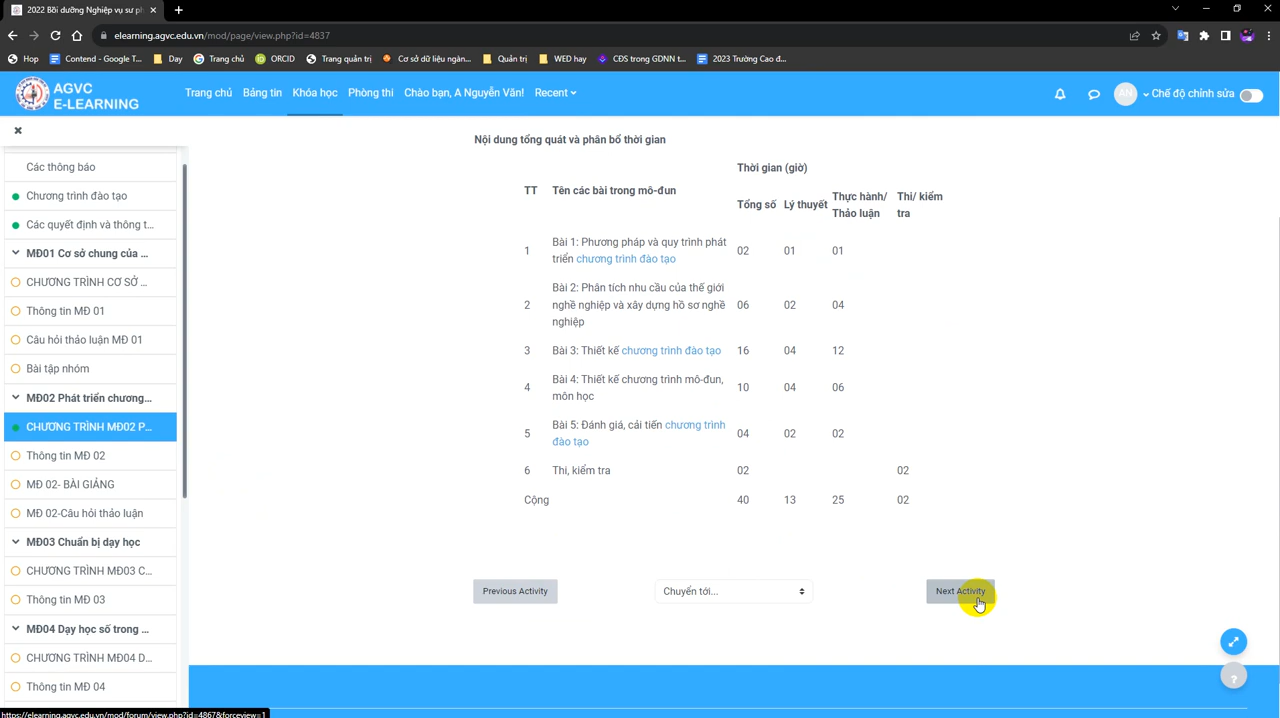 2022 Bồi dưỡng Nghiệp vụ sư ph
elearning.agvc.edu.vn/mod/page/view.php?id=4837
Hop
Contend - Google T...
Day
Trang chủ
ORCID
Trang quản trị
Cơ sở dữ liệu ngàn...
Quản trị
WED hay
CĐS trong GDNN t...
2023 Trường Cao đ...
AGVC
E-LEARNING
Trang chủ
Bảng tin
Khóa học
Phòng thi
Chào bạn, A Nguyễn Văn!
Recent
AN
Chế độ chỉnh sửa
Các thông báo
Chương trình đào tạo
Các quyết định và thông t...
MĐ01 Cơ sở chung của ...
CHƯƠNG TRÌNH CƠ SỞ ...
Thông tin MĐ 01
Câu hỏi thảo luận MĐ 01
Bài tập nhóm
MĐ02 Phát triển chương...
CHƯƠNG TRÌNH MĐ02 P...
Thông tin MĐ 02
MĐ 02- BÀI GIẢNG
MĐ 02-Câu hỏi thảo luận
MĐ03 Chuẩn bị dạy học
CHƯƠNG TRÌNH MĐ03 C...
Thông tin MĐ 03
MĐ04 Dạy học số trong ...
CHƯƠNG TRÌNH MĐ04 D...
Thông tin MĐ 04
Nội dung tổng quát và phân bổ thời gian
Thời gian (giờ)
TT Tên các bài trong mô-đun
Tổng số Lý thuyết Thực hành/ Thi/ kiểm
Thảo luận tra
1 Bài 1: Phương pháp và quy trình phát 02 01 01
triển chương trình đào tạo
Bài 2: Phân tích nhu cầu của thế giới
2 nghề nghiệp và xây dựng hồ sơ nghề 06 02 04
nghiệp
3 Bài 3: Thiết kế chương trình đào tạo 16 04 12
4 Bài 4: Thiết kế chương trình mô-đun, 10 04 06
môn học
5 Bài 5: Đánh giá, cải tiến chương trình 04 02 02
đào tạo
6 Thi, kiểm tra 02 02
Cộng 40 13 25 02
Previous Activity
Chuyển tới...
Next Activity
?
https://elearning.agvc.edu.vn/mod/forum/view.php?id=4867&forceview=1